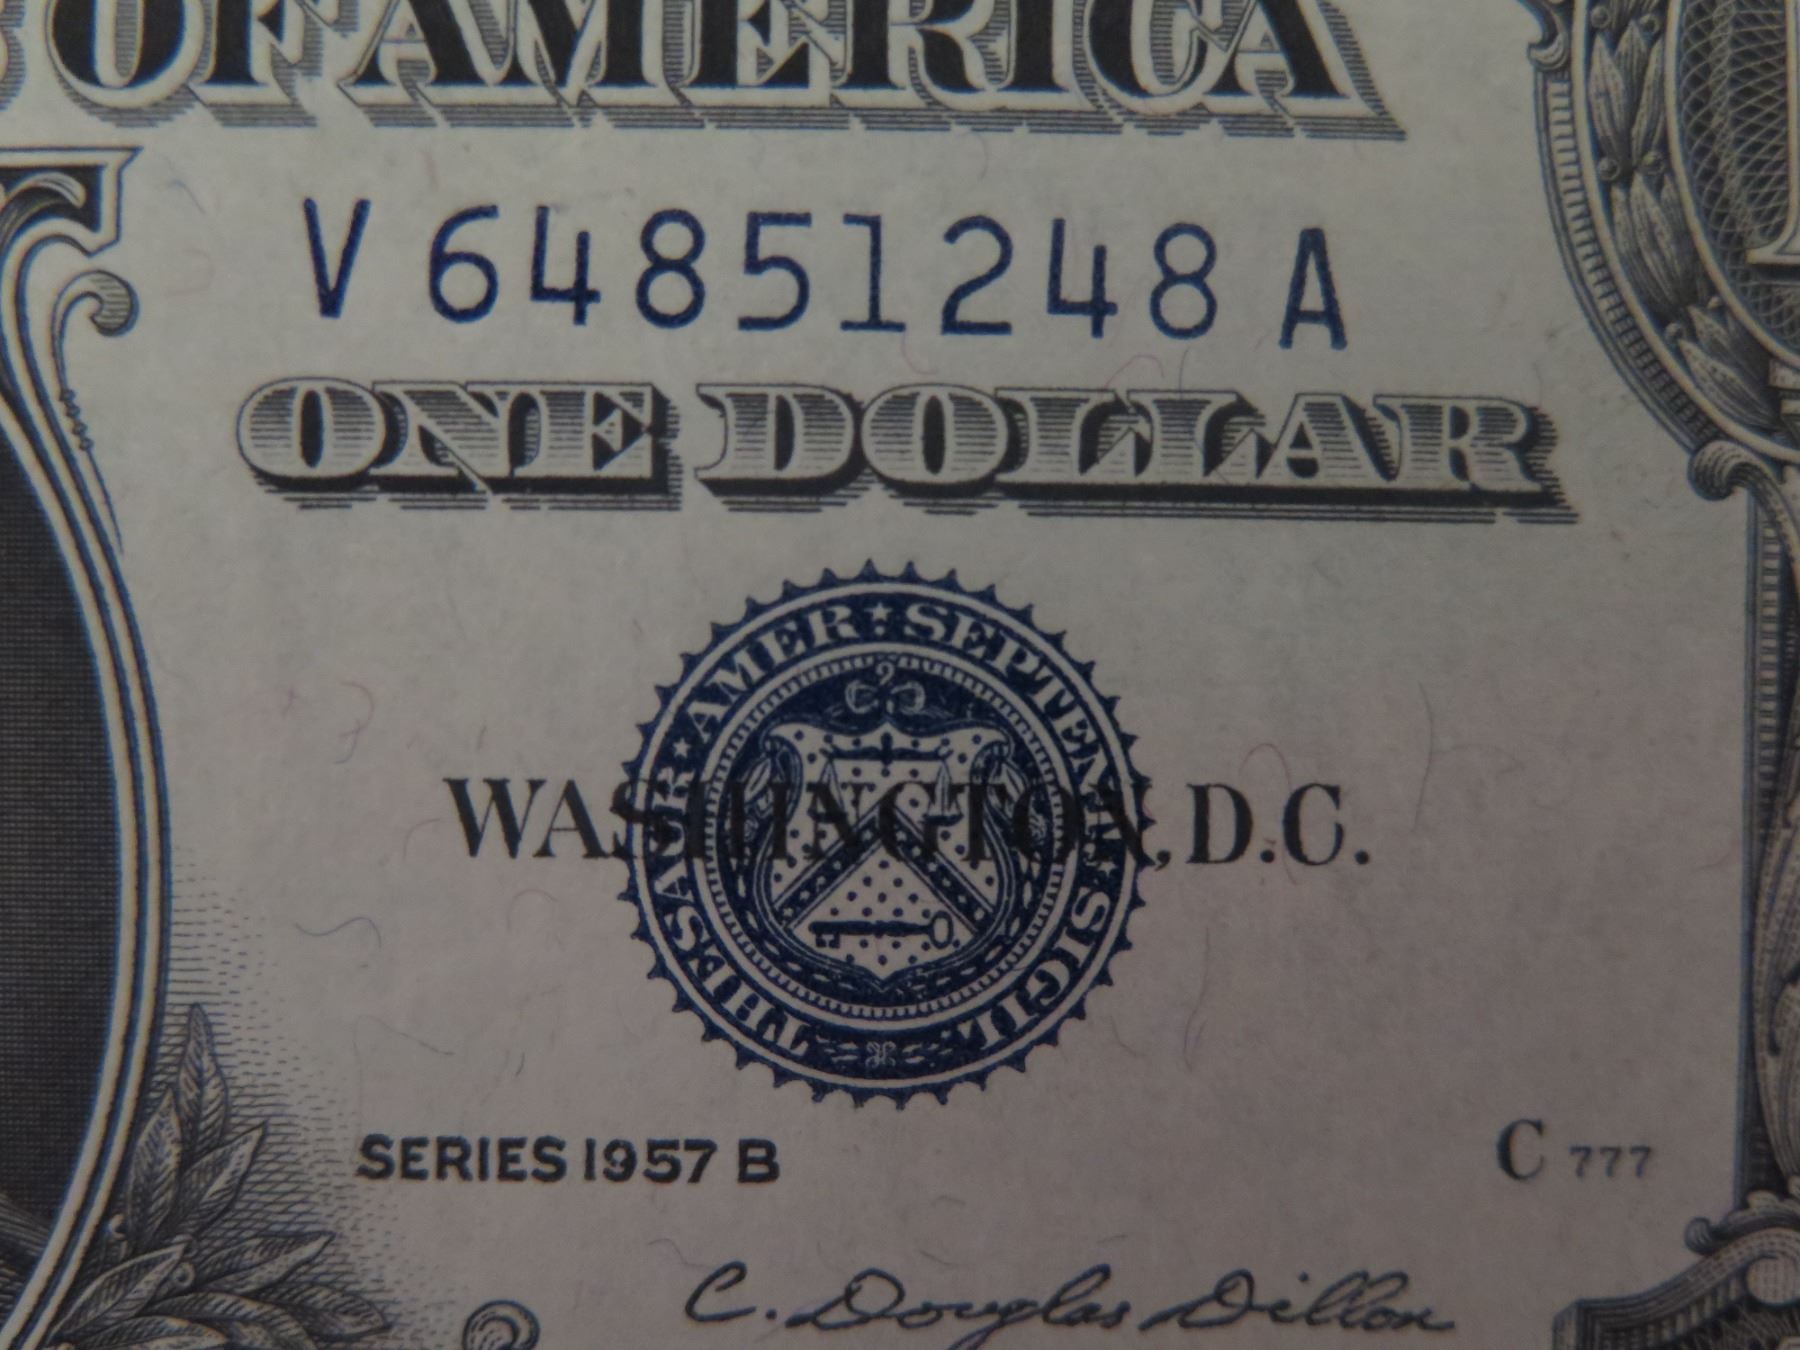 OF AMERICA
V 64851248 A
ONE DOLLAR
THESAUR. AMER. SEPTENT. SIGIL.
WASHINGTON, D.C.
SERIES 1957 B
C 777
C. Douglas Dillon